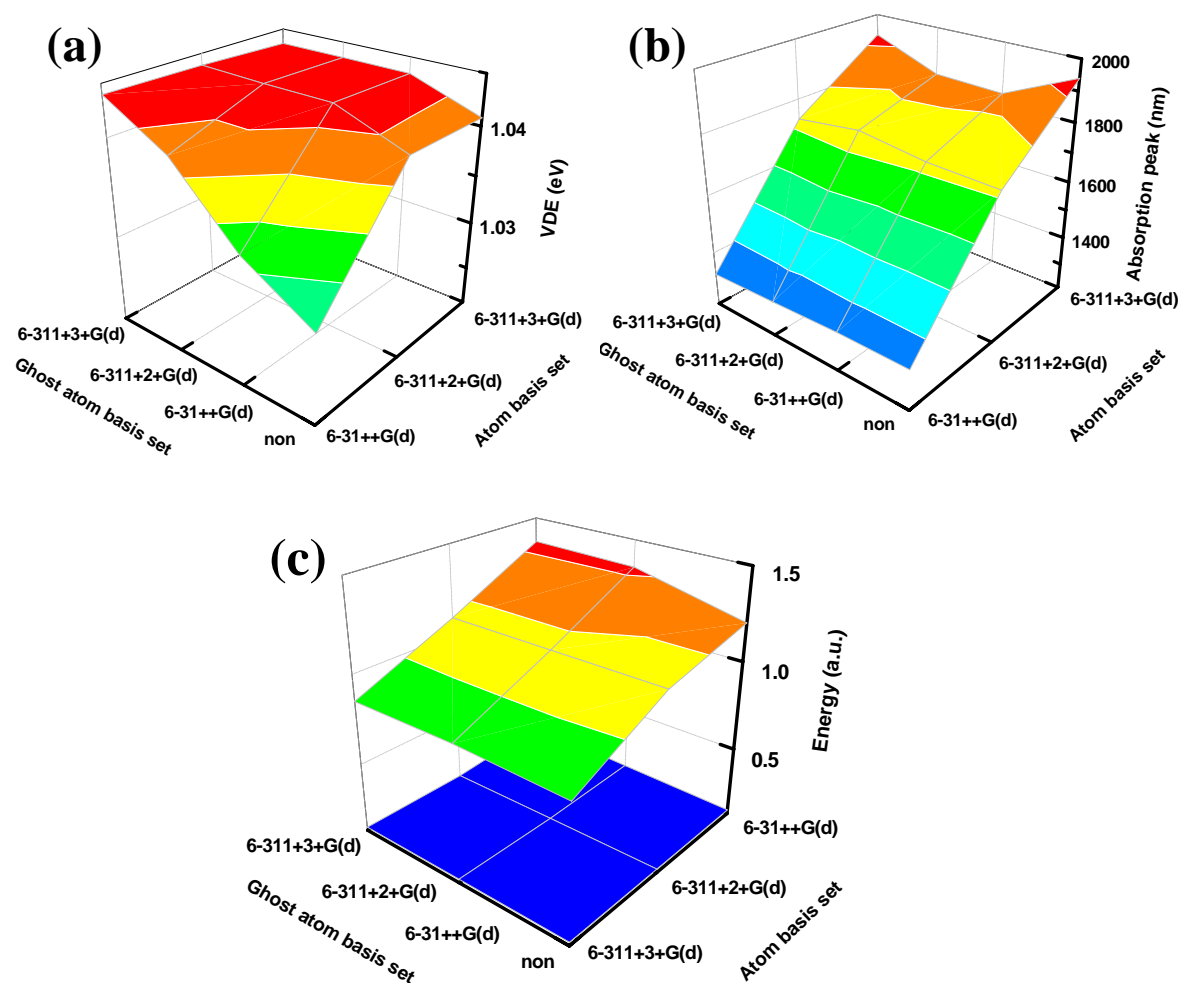 (a)
1.04
1.03
VDE (eV)
6-311+3+G(d)
6-311+2+G(d)
6-31++G(d)
non
Ghost atom basis set
6-31++G(d)
6-311+2+G(d)
6-311+3+G(d)
Atom basis set
(b)
2000
1800
1600
1400
Absorption peak (nm)
6-311+3+G(d)
6-311+2+G(d)
6-31++G(d)
non
Ghost atom basis set
6-31++G(d)
6-311+2+G(d)
6-311+3+G(d)
Atom basis set
(c)
1.5
1.0
0.5
Energy (a.u.)
6-311+3+G(d)
6-311+2+G(d)
6-31++G(d)
non
Ghost atom basis set
6-311+3+G(d)
6-311+2+G(d)
6-31++G(d)
Atom basis set